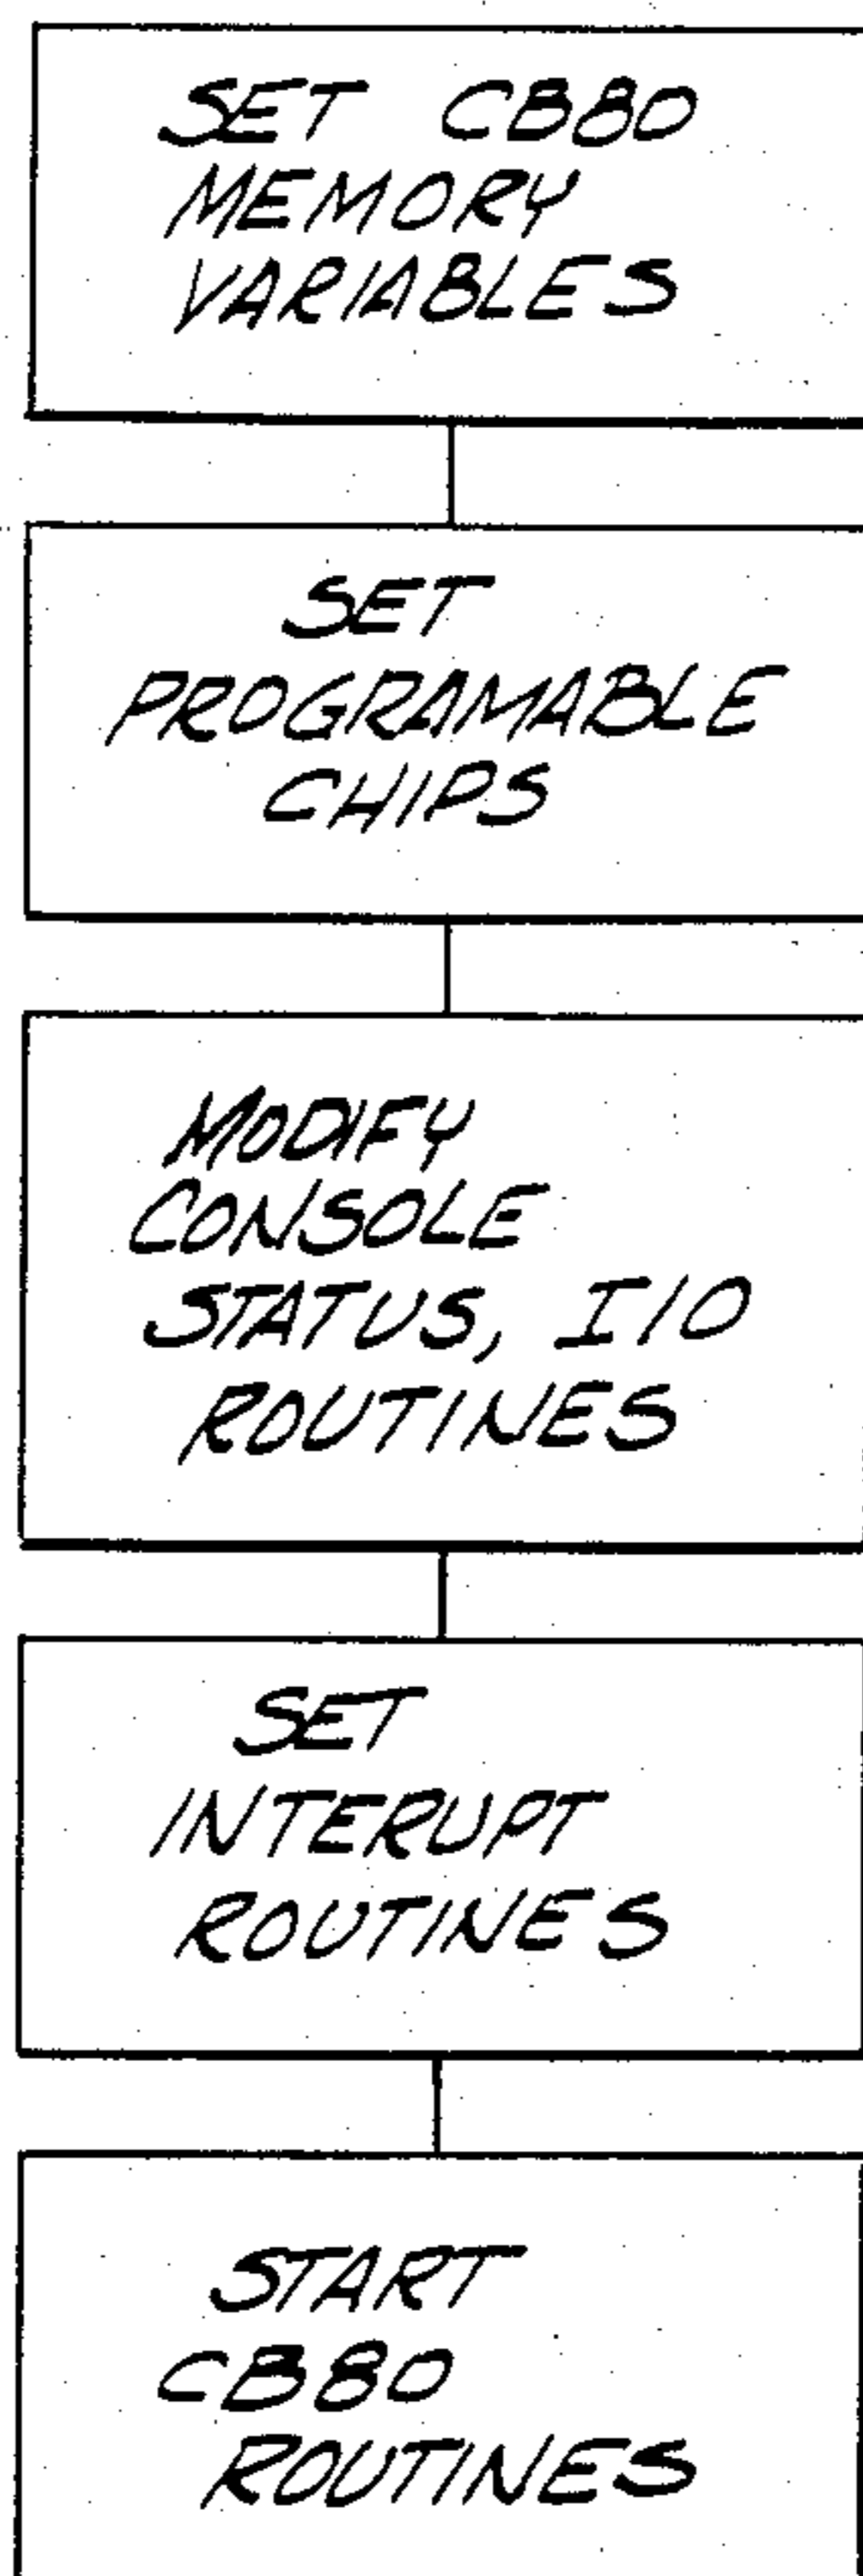 SET CB80
MEMORY
VARIABLES
SET
PROGRAMABLE
CHIPS
MODIFY
CONSOLE
STATUS, I/O
ROUTINES
SET
INTERUPT
ROUTINES
START
CB80
ROUTINES